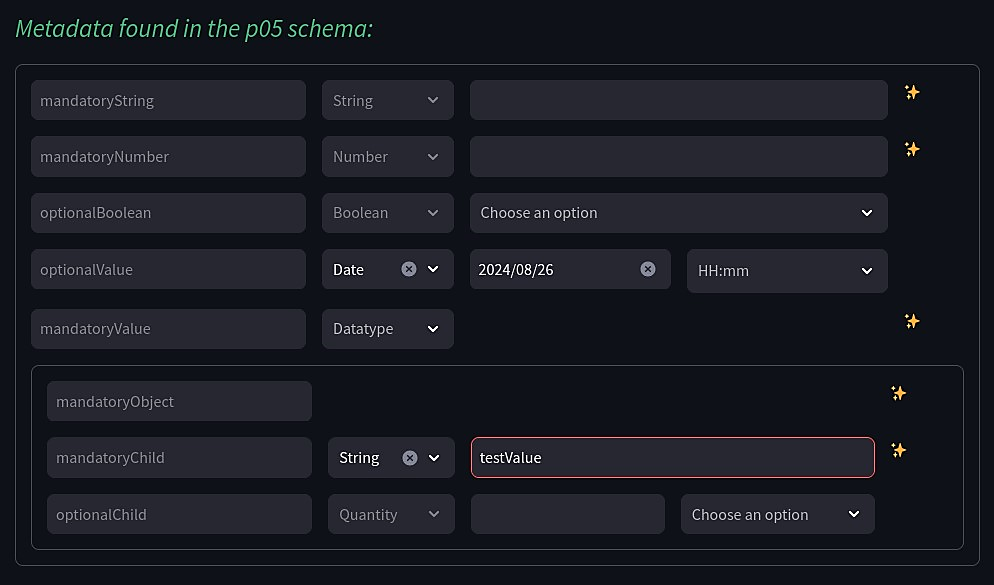 Metadata found in the p05 schema:
mandatoryString String
mandatoryNumber Number
optionalBoolean Boolean Choose an option
optionalValue Date 2024/08/26 HH:mm
mandatoryValue Datatype
mandatoryObject
mandatoryChild String testValue
optionalChild Quantity Choose an option